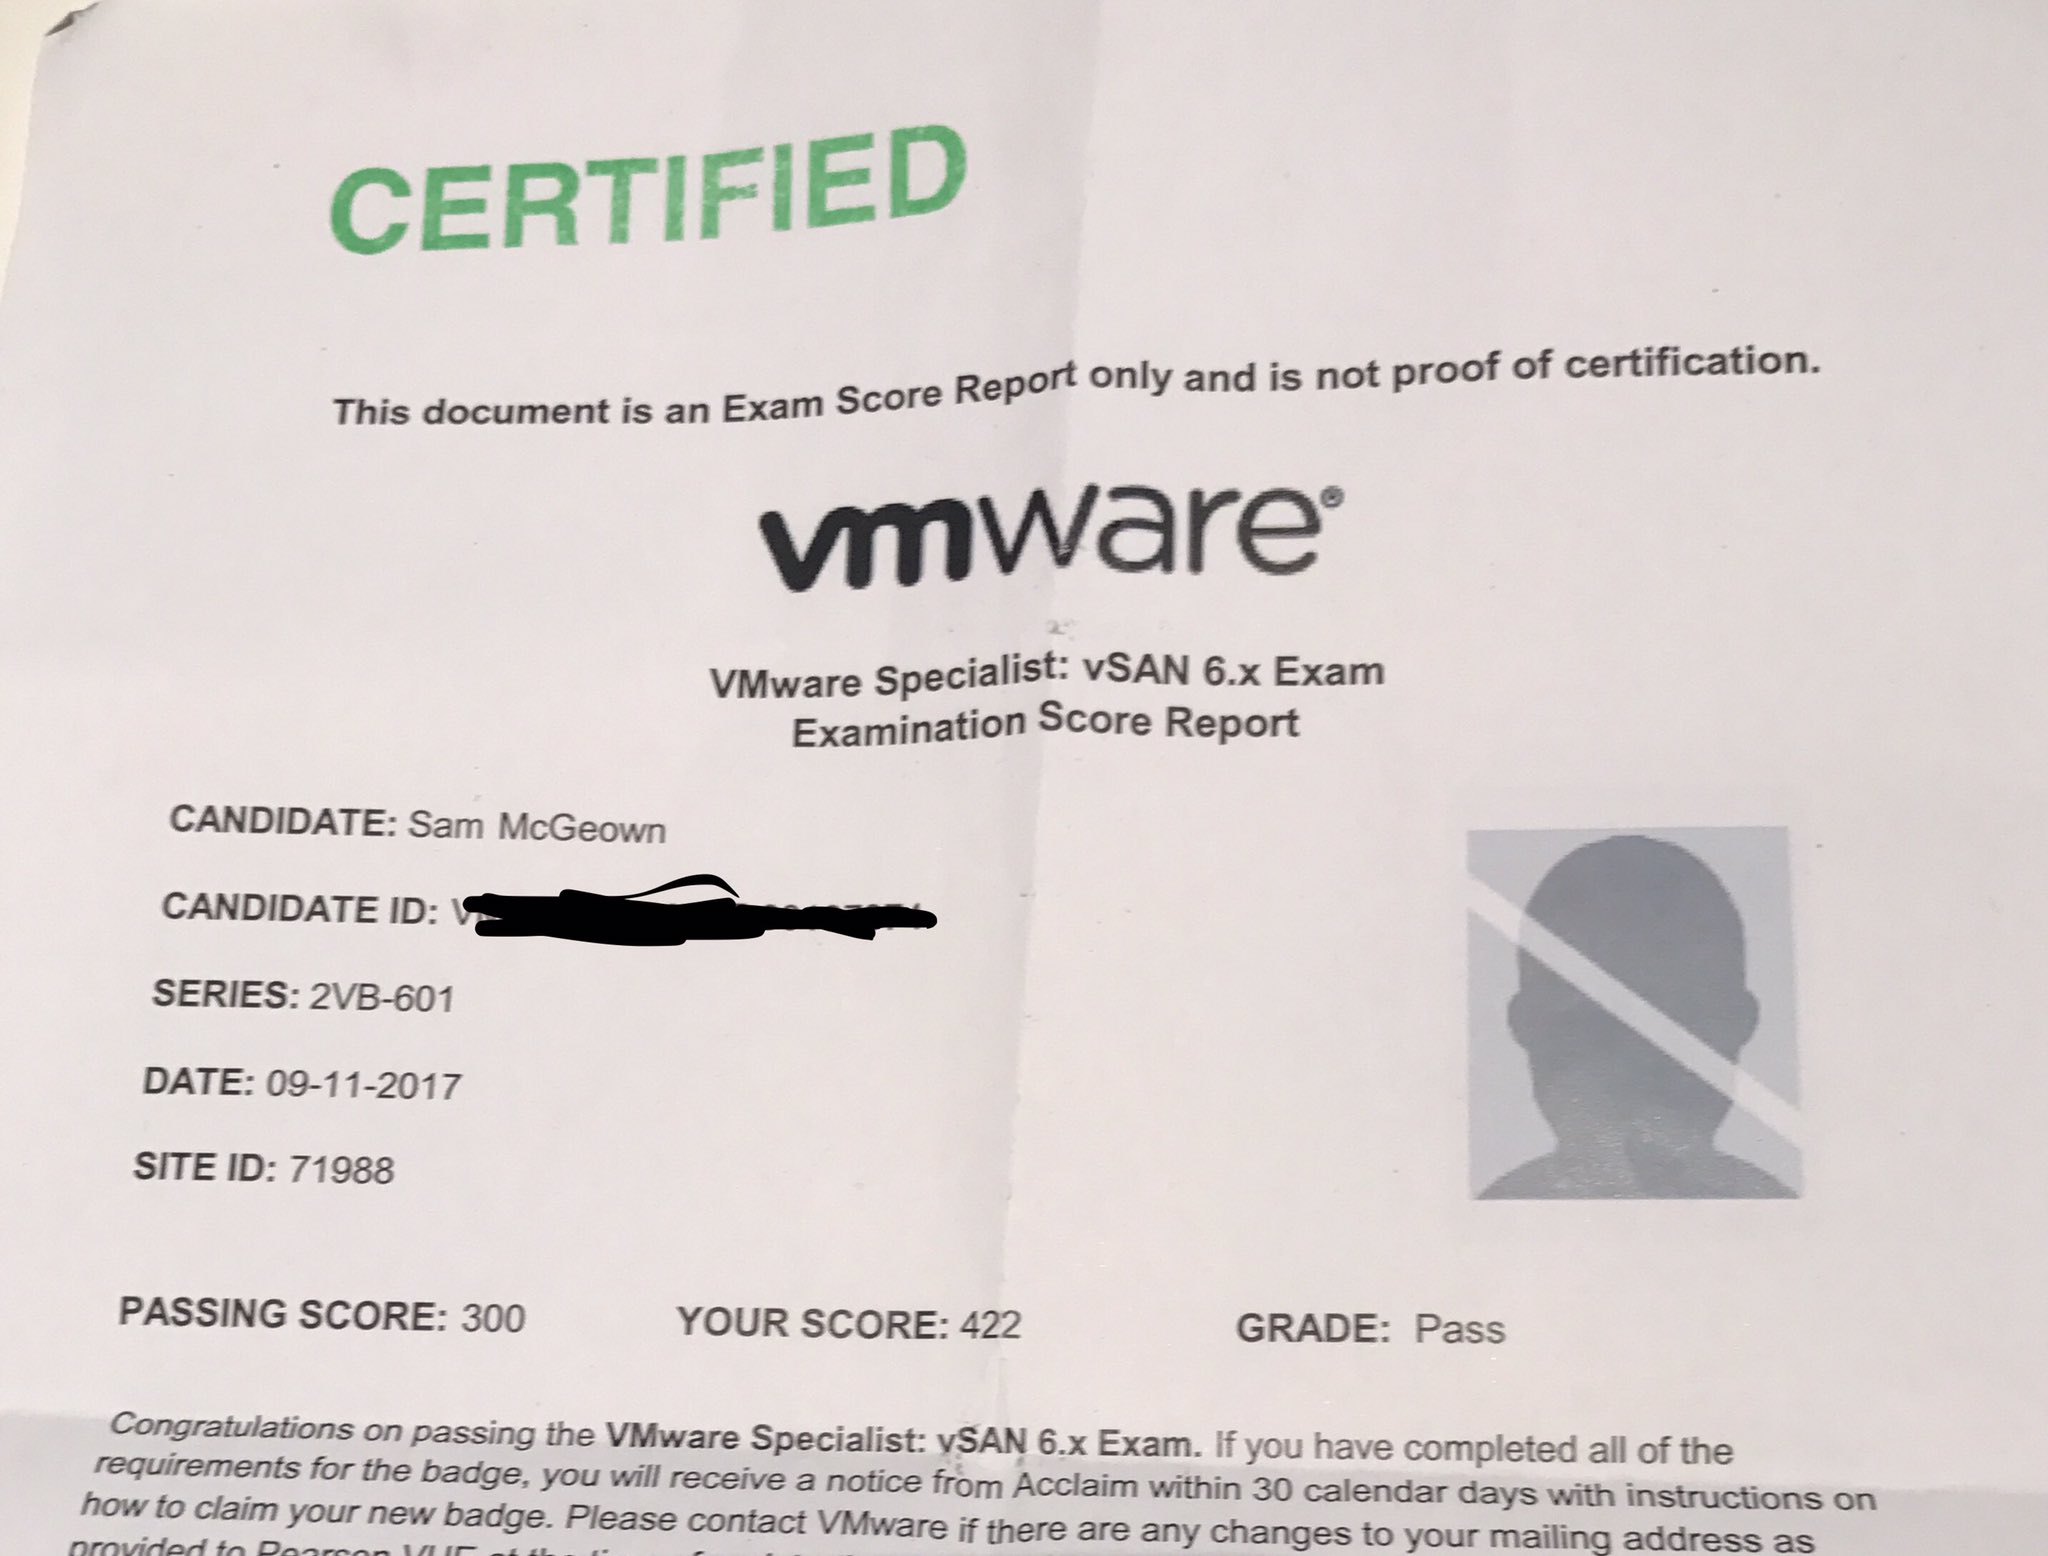 CERTIFIED
This document is an Exam Score Report only and is not proof of certification.
vmware®
VMware Specialist: vSAN 6.x Exam
Examination Score Report
CANDIDATE: Sam McGeown
CANDIDATE ID:
SERIES: 2VB-601
DATE: 09-11-2017
SITE ID: 71988
PASSING SCORE: 300 YOUR SCORE: 422 GRADE: Pass
Congratulations on passing the VMware Specialist: vSAN 6.x Exam. If you have completed all of the
requirements for the badge, you will receive a notice from Acclaim within 30 calendar days with instructions on
how to claim your new badge. Please contact VMware if there are any changes to your mailing address as
provided to Pearson VUE